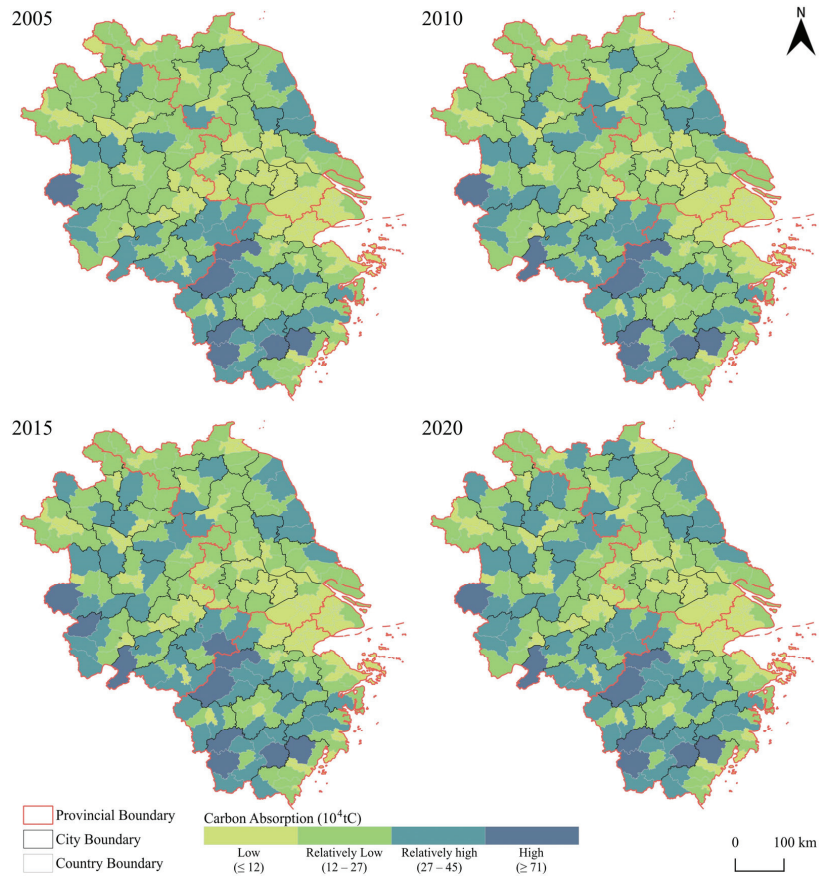 2005
2010
N
2015
2020
Provincial Boundary
City Boundary
Country Boundary
Carbon Absorption (10⁴tC)
Low
(≤ 12)
Relatively Low
(12 – 27)
Relatively high
(27 – 45)
High
(≥ 71)
0 100 km